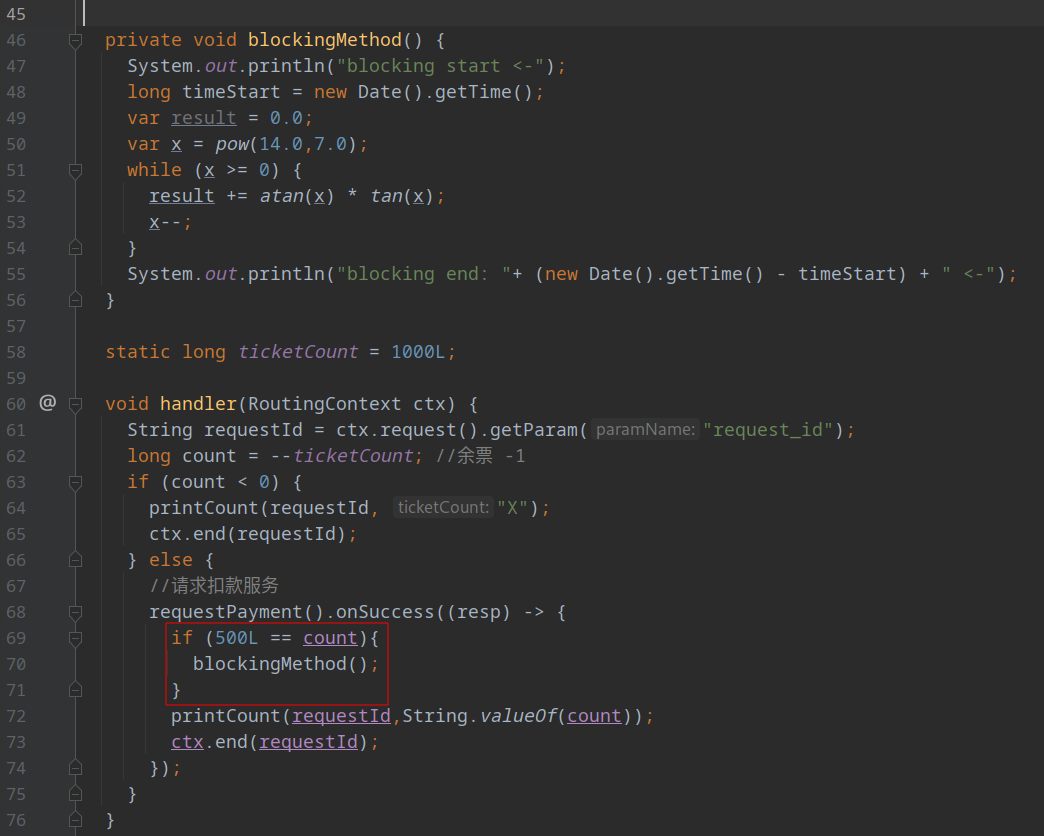 45
46 private void blockingMethod() {
47 System.out.println("blocking start <-");
48 long timeStart = new Date().getTime();
49 var result = 0.0;
50 var x = pow(14.0,7.0);
51 while (x >= 0) {
52 result += atan(x) * tan(x);
53 x--;
54 }
55 System.out.println("blocking end: "+ (new Date().getTime() - timeStart) + " <-");
56 }
57
58 static long ticketCount = 1000L;
59
60 @ void handler(RoutingContext ctx) {
61 String requestId = ctx.request().getParam( paramName: "request_id");
62 long count = --ticketCount; //余票 -1
63 if (count < 0) {
64 printCount(requestId, ticketCount: "X");
65 ctx.end(requestId);
66 } else {
67 //请求扣款服务
68 requestPayment().onSuccess((resp) -> {
69 if (500L == count){
70 blockingMethod();
71 }
72 printCount(requestId,String.valueOf(count));
73 ctx.end(requestId);
74 });
75 }
76 }